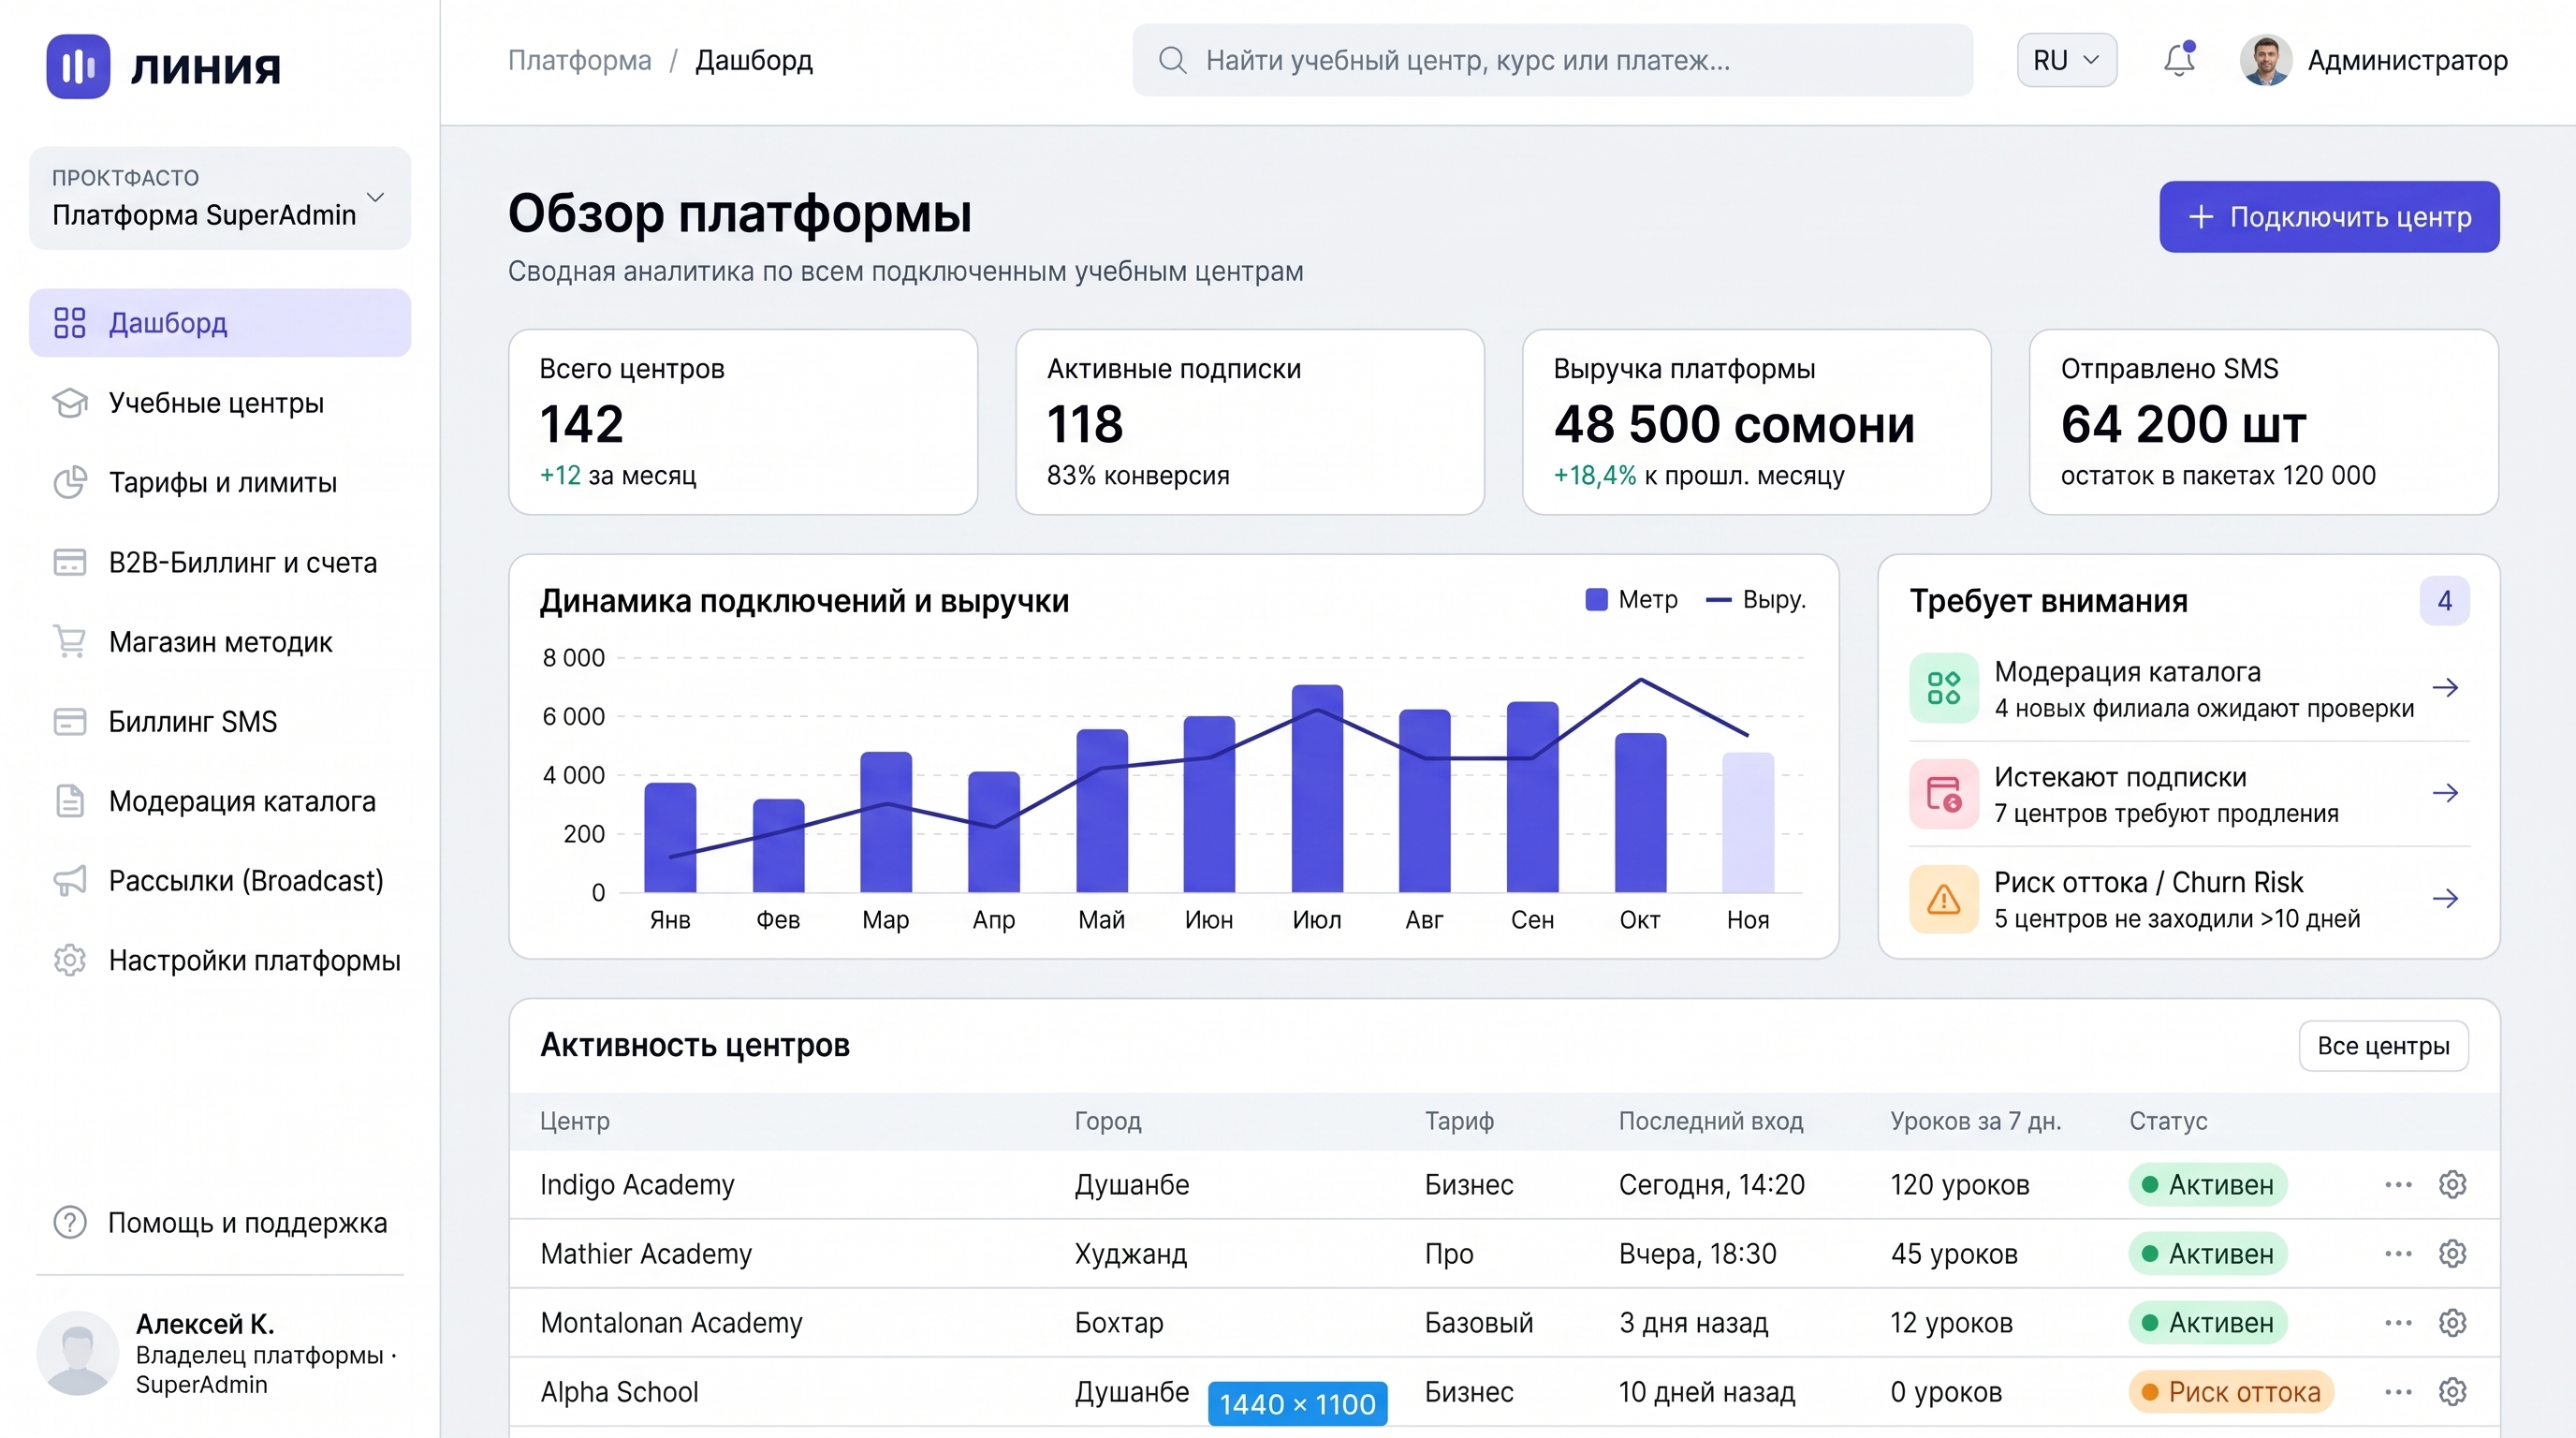 линия
Платформа / Дашборд
Найти учебный центр, курс или платеж...
RU
Администратор
ПРОКТФАСТО
Платформа SuperAdmin
Дашборд
Учебные центры
Тарифы и лимиты
B2B-Биллинг и счета
Магазин методик
Биллинг SMS
Модерация каталога
Рассылки (Broadcast)
Настройки платформы
Помощь и поддержка
Алексей К.
Владелец платформы ·
SuperAdmin
Обзор платформы
Сводная аналитика по всем подключенным учебным центрам
+ Подключить центр
Всего центров
142
+12 за месяц
Активные подписки
118
83% конверсия
Выручка платформы
48 500 сомони
+18,4% к прошл. месяцу
Отправлено SMS
64 200 шт
остаток в пакетах 120 000
Динамика подключений и выручки
Метр
Выру.
8 000
6 000
4 000
200
0
Янв Фев Мар Апр Май Июн Июл Авг Сен Окт Ноя
Требует внимания
4
Модерация каталога
4 новых филиала ожидают проверки
Истекают подписки
7 центров требуют продления
Риск оттока / Churn Risk
5 центров не заходили >10 дней
Активность центров
Все центры
Центр Город Тариф Последний вход Уроков за 7 дн. Статус
Indigo Academy Душанбе Бизнес Сегодня, 14:20 120 уроков Активен
Mathier Academy Худжанд Про Вчера, 18:30 45 уроков Активен
Montalonan Academy Бохтар Базовый 3 дня назад 12 уроков Активен
Alpha School Душанбе Бизнес 10 дней назад 0 уроков Риск оттока
1440 × 1100